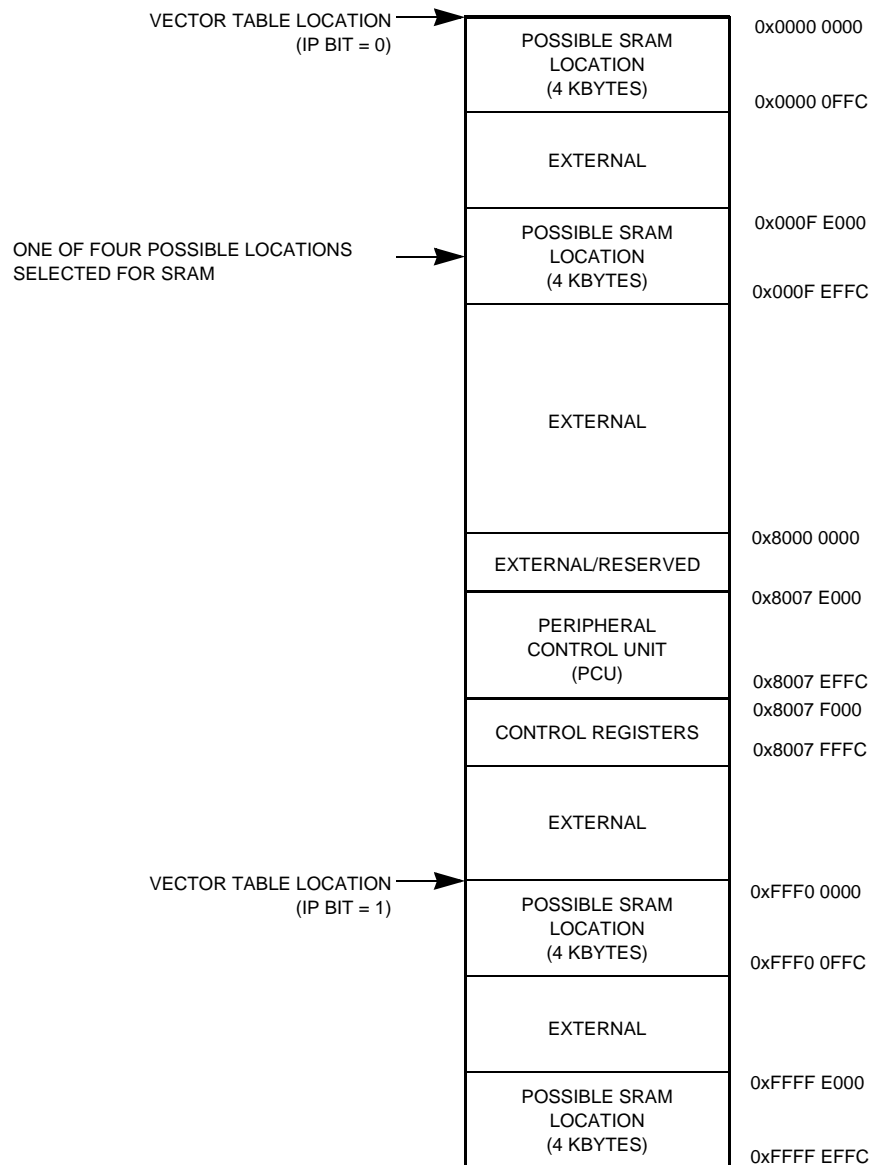 VECTOR TABLE LOCATION
(IP BIT = 0)
0x0000 0000
POSSIBLE SRAM
LOCATION
(4 KBYTES)
0x0000 0FFC
EXTERNAL
0x000F E000
POSSIBLE SRAM
LOCATION
(4 KBYTES)
ONE OF FOUR POSSIBLE LOCATIONS
SELECTED FOR SRAM
0x000F EFFC
EXTERNAL
0x8000 0000
EXTERNAL/RESERVED
0x8007 E000
PERIPHERAL
CONTROL UNIT
(PCU)
0x8007 EFFC
0x8007 F000
CONTROL REGISTERS
0x8007 FFFC
EXTERNAL
VECTOR TABLE LOCATION
(IP BIT = 1)
0xFFF0 0000
POSSIBLE SRAM
LOCATION
(4 KBYTES)
0xFFF0 0FFC
EXTERNAL
0xFFFF E000
POSSIBLE SRAM
LOCATION
(4 KBYTES)
0xFFFF EFFC